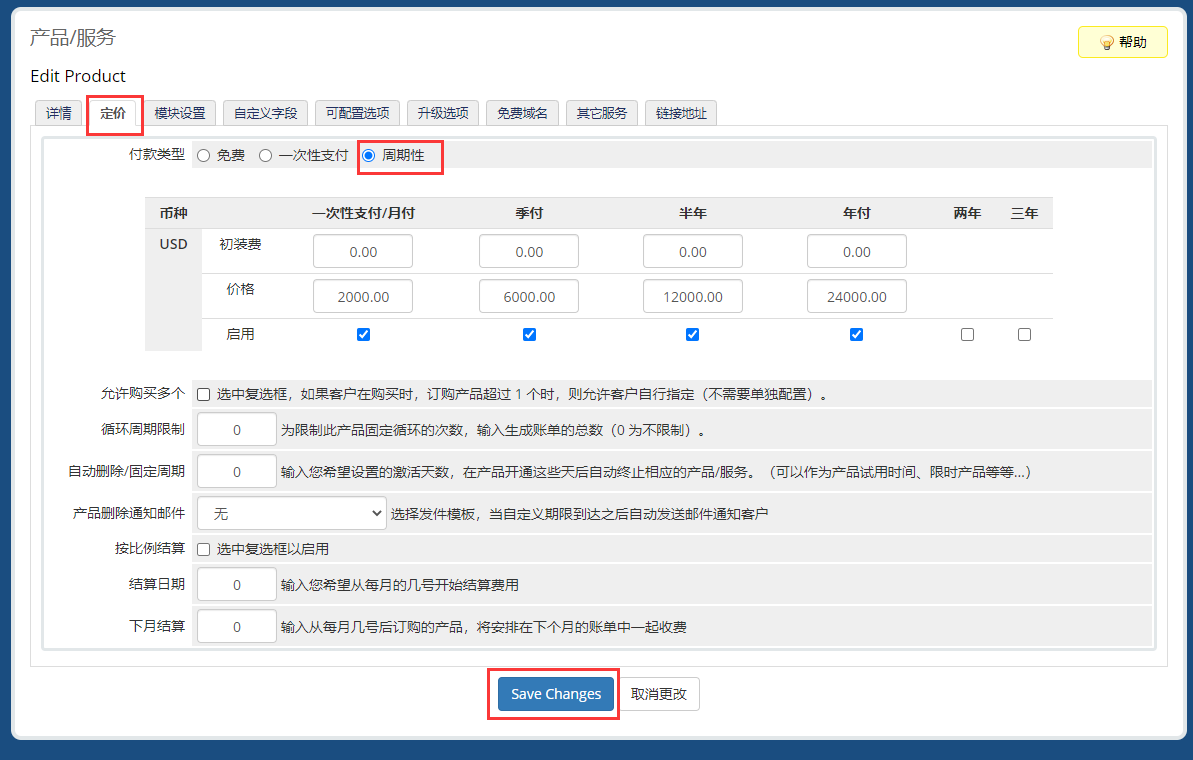 产品/服务
帮助
Edit Product
详情 定价 模块设置 自定义字段 可配置选项 升级选项 免费域名 其它服务 链接地址
付款类型 免费 一次性支付 周期性
币种 一次性支付/月付 季付 半年 年付 两年 三年
USD 初装费 0.00 0.00 0.00 0.00
价格 2000.00 6000.00 12000.00 24000.00
启用
允许购买多个 选中复选框，如果客户在购买时，订购产品超过 1 个时，则允许客户自行指定（不需要单独配置）。
循环周期限制 0 为限制此产品固定循环的次数，输入生成账单的总数（0 为不限制）。
自动删除/固定周期 0 输入您希望设置的激活天数，在产品开通这些天后自动终止相应的产品/服务。（可以作为产品试用时间、限时产品等等...）
产品删除通知邮件 无 选择发件模板，当自定义期限到达之后自动发送邮件通知客户
按比例结算 选中复选框以启用
结算日期 0 输入您希望从每月的几号开始结算费用
下月结算 0 输入从每月几号后订购的产品，将安排在下个月的账单中一起收费
Save Changes 取消更改